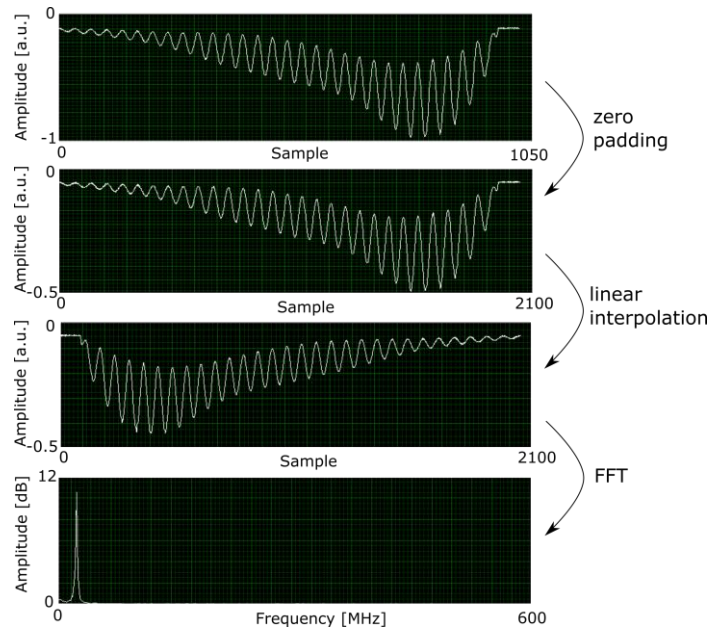 0
Amplitude [a.u.]
-1
0
Sample
1050
zero
padding
0
Amplitude [a.u.]
-0.5
0
Sample
2100
linear
interpolation
0
Amplitude [a.u.]
-0.5
0
Sample
2100
FFT
12
Amplitude [dB]
0
0
Frequency [MHz]
600